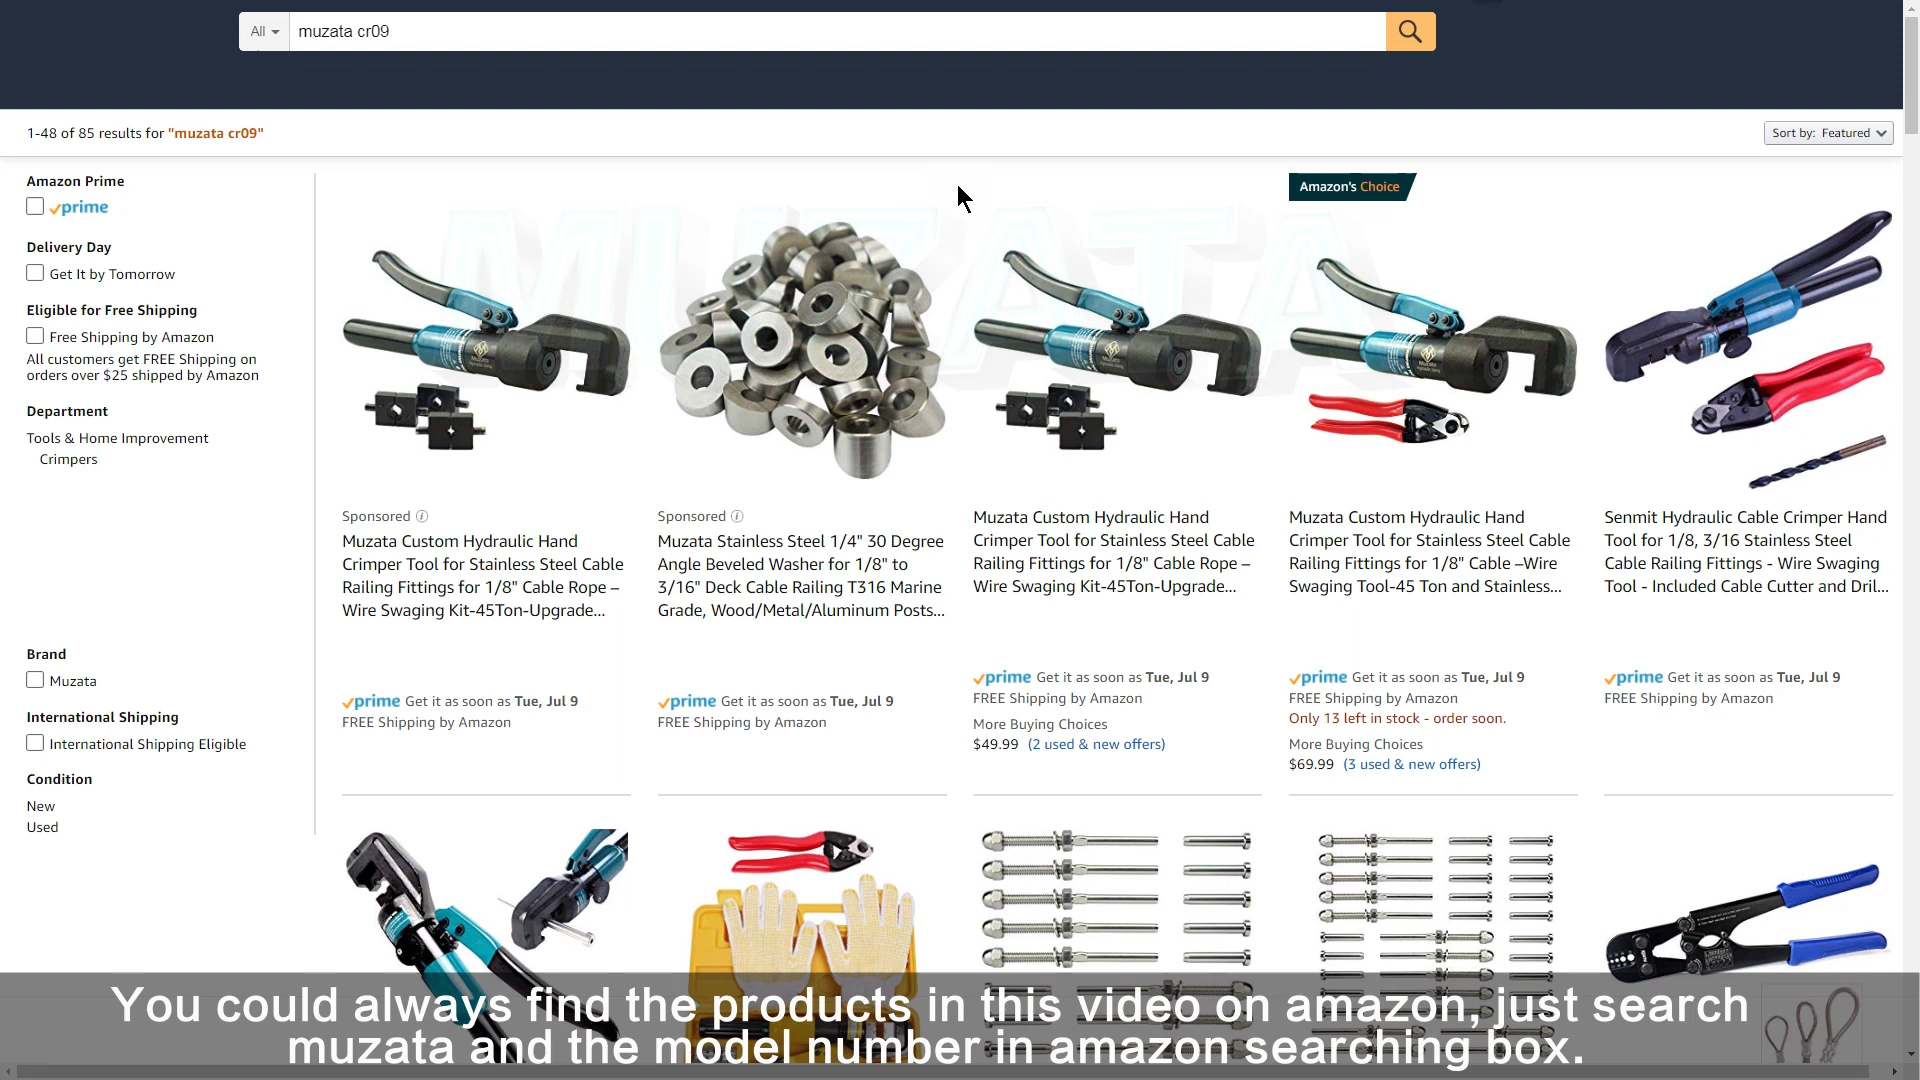 All
muzata cr09
1-48 of 85 results for "muzata cr09"
Sort by: Featured
Amazon Prime
prime
Delivery Day
Get It by Tomorrow
Eligible for Free Shipping
Free Shipping by Amazon
All customers get FREE Shipping on
orders over $25 shipped by Amazon
Department
Tools & Home Improvement
Crimpers
Brand
Muzata
International Shipping
International Shipping Eligible
Condition
New
Used
MUZATA
Sponsored
Muzata Custom Hydraulic Hand
Crimper Tool for Stainless Steel Cable
Railing Fittings for 1/8" Cable Rope –
Wire Swaging Kit-45Ton-Upgrade...
prime Get it as soon as Tue, Jul 9
FREE Shipping by Amazon
Sponsored
Muzata Stainless Steel 1/4" 30 Degree
Angle Beveled Washer for 1/8" to
3/16" Deck Cable Railing T316 Marine
Grade, Wood/Metal/Aluminum Posts...
prime Get it as soon as Tue, Jul 9
FREE Shipping by Amazon
Muzata Custom Hydraulic Hand
Crimper Tool for Stainless Steel Cable
Railing Fittings for 1/8" Cable Rope –
Wire Swaging Kit-45Ton-Upgrade...
prime Get it as soon as Tue, Jul 9
FREE Shipping by Amazon
More Buying Choices
$49.99 (2 used & new offers)
Amazon's Choice
Muzata Custom Hydraulic Hand
Crimper Tool for Stainless Steel Cable
Railing Fittings for 1/8" Cable –Wire
Swaging Tool-45 Ton and Stainless...
prime Get it as soon as Tue, Jul 9
FREE Shipping by Amazon
Only 13 left in stock - order soon.
More Buying Choices
$69.99 (3 used & new offers)
Senmit Hydraulic Cable Crimper Hand
Tool for 1/8, 3/16 Stainless Steel
Cable Railing Fittings - Wire Swaging
Tool - Included Cable Cutter and Dril...
prime Get it as soon as Tue, Jul 9
FREE Shipping by Amazon
You could always find the products in this video on amazon, just search
muzata and the model number in amazon searching box.